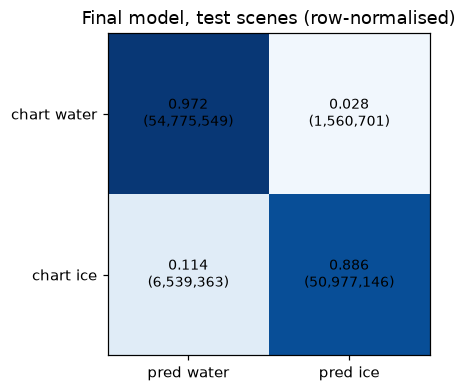 Final model, test scenes (row-normalised)
chart water
0.972
(54,775,549)
0.028
(1,560,701)
chart ice
0.114
(6,539,363)
0.886
(50,977,146)
pred water
pred ice